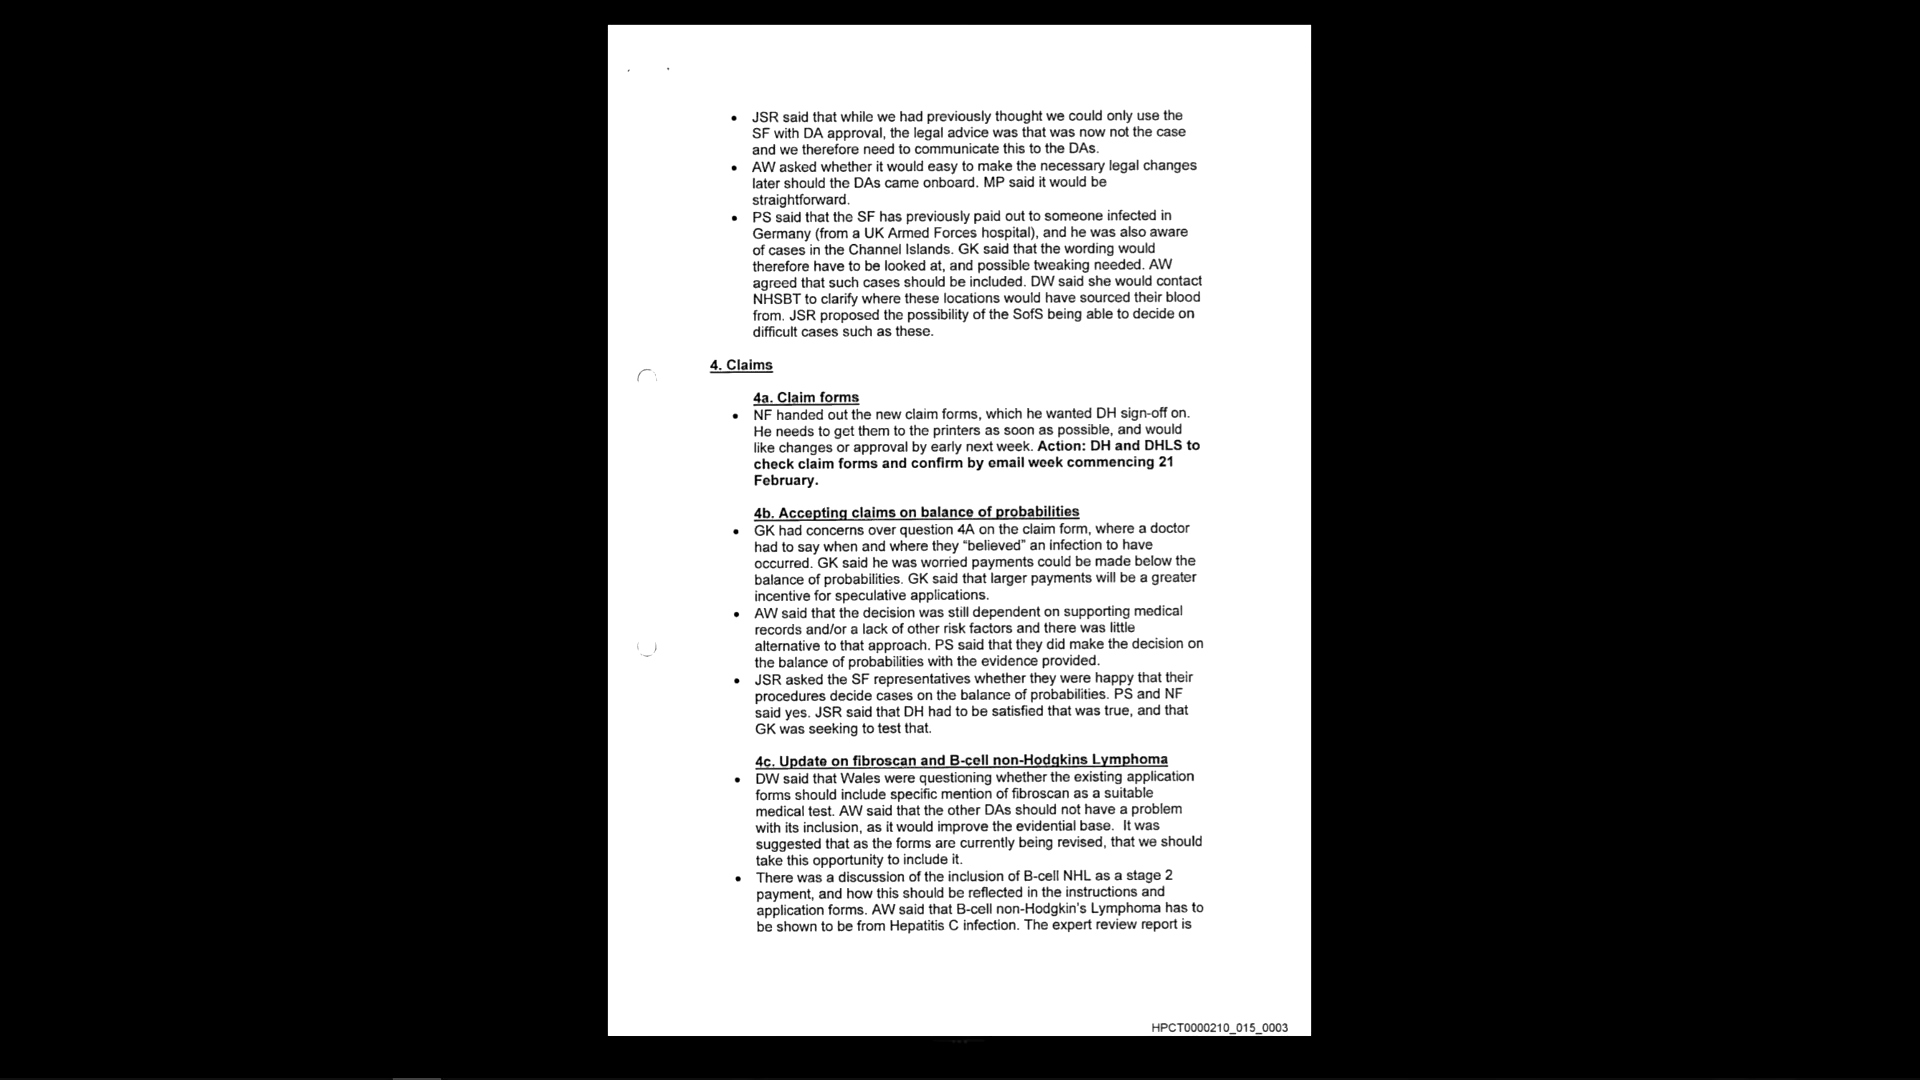 • JSR said that while we had previously thought we could only use the
SF with DA approval, the legal advice was that was now not the case
and we therefore need to communicate this to the DAs.
• AW asked whether it would easy to make the necessary legal changes
later should the DAs came onboard. MP said it would be
straightforward.
• PS said that the SF has previously paid out to someone infected in
Germany (from a UK Armed Forces hospital), and he was also aware
of cases in the Channel Islands. GK said that the wording would
therefore have to be looked at, and possible tweaking needed. AW
agreed that such cases should be included. DW said she would contact
NHSBT to clarify where these locations would have sourced their blood
from. JSR proposed the possibility of the SofS being able to decide on
difficult cases such as these.
4. Claims
4a. Claim forms
• NF handed out the new claim forms, which he wanted DH sign-off on.
He needs to get them to the printers as soon as possible, and would
like changes or approval by early next week. Action: DH and DHLS to
check claim forms and confirm by email week commencing 21
February.
4b. Accepting claims on balance of probabilities
• GK had concerns over question 4A on the claim form, where a doctor
had to say when and where they “believed” an infection to have
occurred. GK said he was worried payments could be made below the
balance of probabilities. GK said that larger payments will be a greater
incentive for speculative applications.
• AW said that the decision was still dependent on supporting medical
records and/or a lack of other risk factors and there was little
alternative to that approach. PS said that they did make the decision on
the balance of probabilities with the evidence provided.
• JSR asked the SF representatives whether they were happy that their
procedures decide cases on the balance of probabilities. PS and NF
said yes. JSR said that DH had to be satisfied that was true, and that
GK was seeking to test that.
4c. Update on fibroscan and B-cell non-Hodgkins Lymphoma
• DW said that Wales were questioning whether the existing application
forms should include specific mention of fibroscan as a suitable
medical test. AW said that the other DAs should not have a problem
with its inclusion, as it would improve the evidential base. It was
suggested that as the forms are currently being revised, that we should
take this opportunity to include it.
• There was a discussion of the inclusion of B-cell NHL as a stage 2
payment, and how this should be reflected in the instructions and
application forms. AW said that B-cell non-Hodgkin's Lymphoma has to
be shown to be from Hepatitis C infection. The expert review report is
HPCT0000210_015_0003